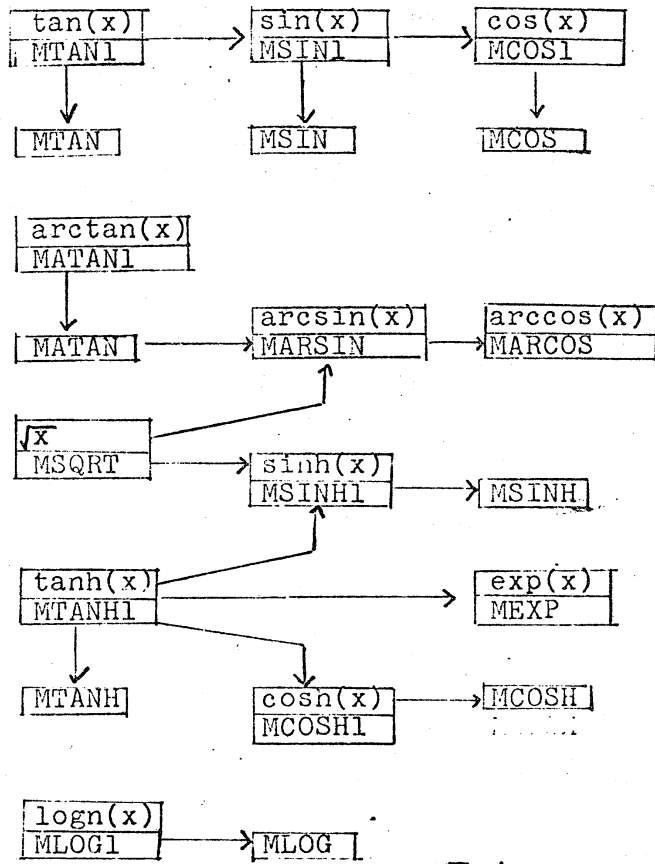 tan(x)
MTAN1
sin(x)
MSIN1
cos(x)
MCOS1
MTAN
MSIN
MCOS
arctan(x)
MATAN1
MATAN
arcsin(x)
MARSIN
arccos(x)
MARCOS
√x
MSQRT
sinh(x)
MSINH1
MSINH
tanh(x)
MTANH1
exp(x)
MEXP
MTANH
cosh(x)
MCOSH1
MCOSH
logn(x)
MLOG1
MLOG